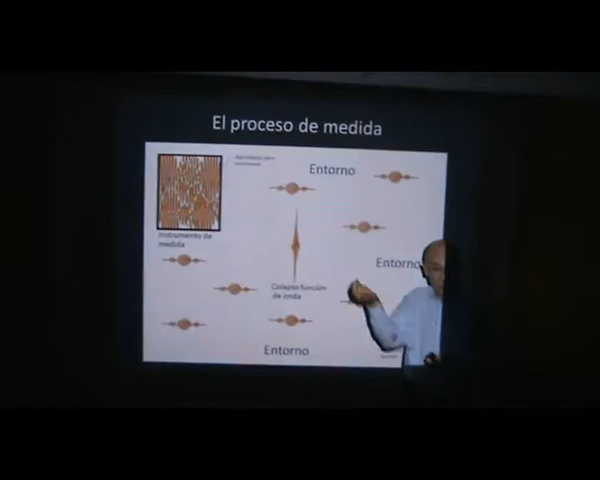 El proceso de medida
Entorno
Instrumento de
medida
Entorno
Colapso función
de onda
Entorno